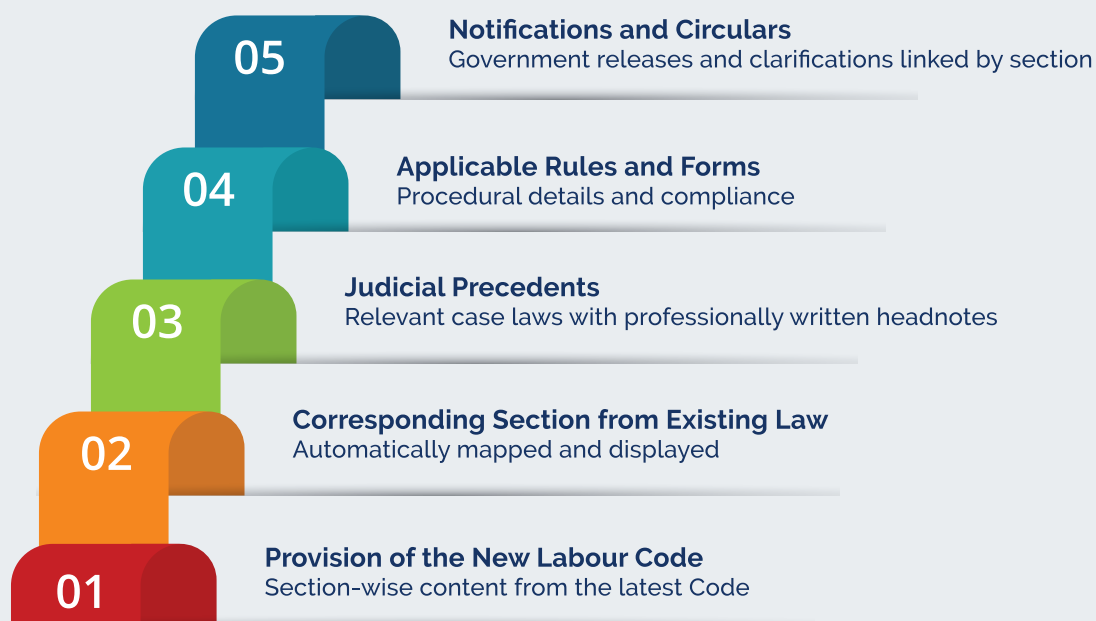 05
Notifications and Circulars
Government releases and clarifications linked by section
04
Applicable Rules and Forms
Procedural details and compliance
03
Judicial Precedents
Relevant case laws with professionally written headnotes
02
Corresponding Section from Existing Law
Automatically mapped and displayed
01
Provision of the New Labour Code
Section-wise content from the latest Code